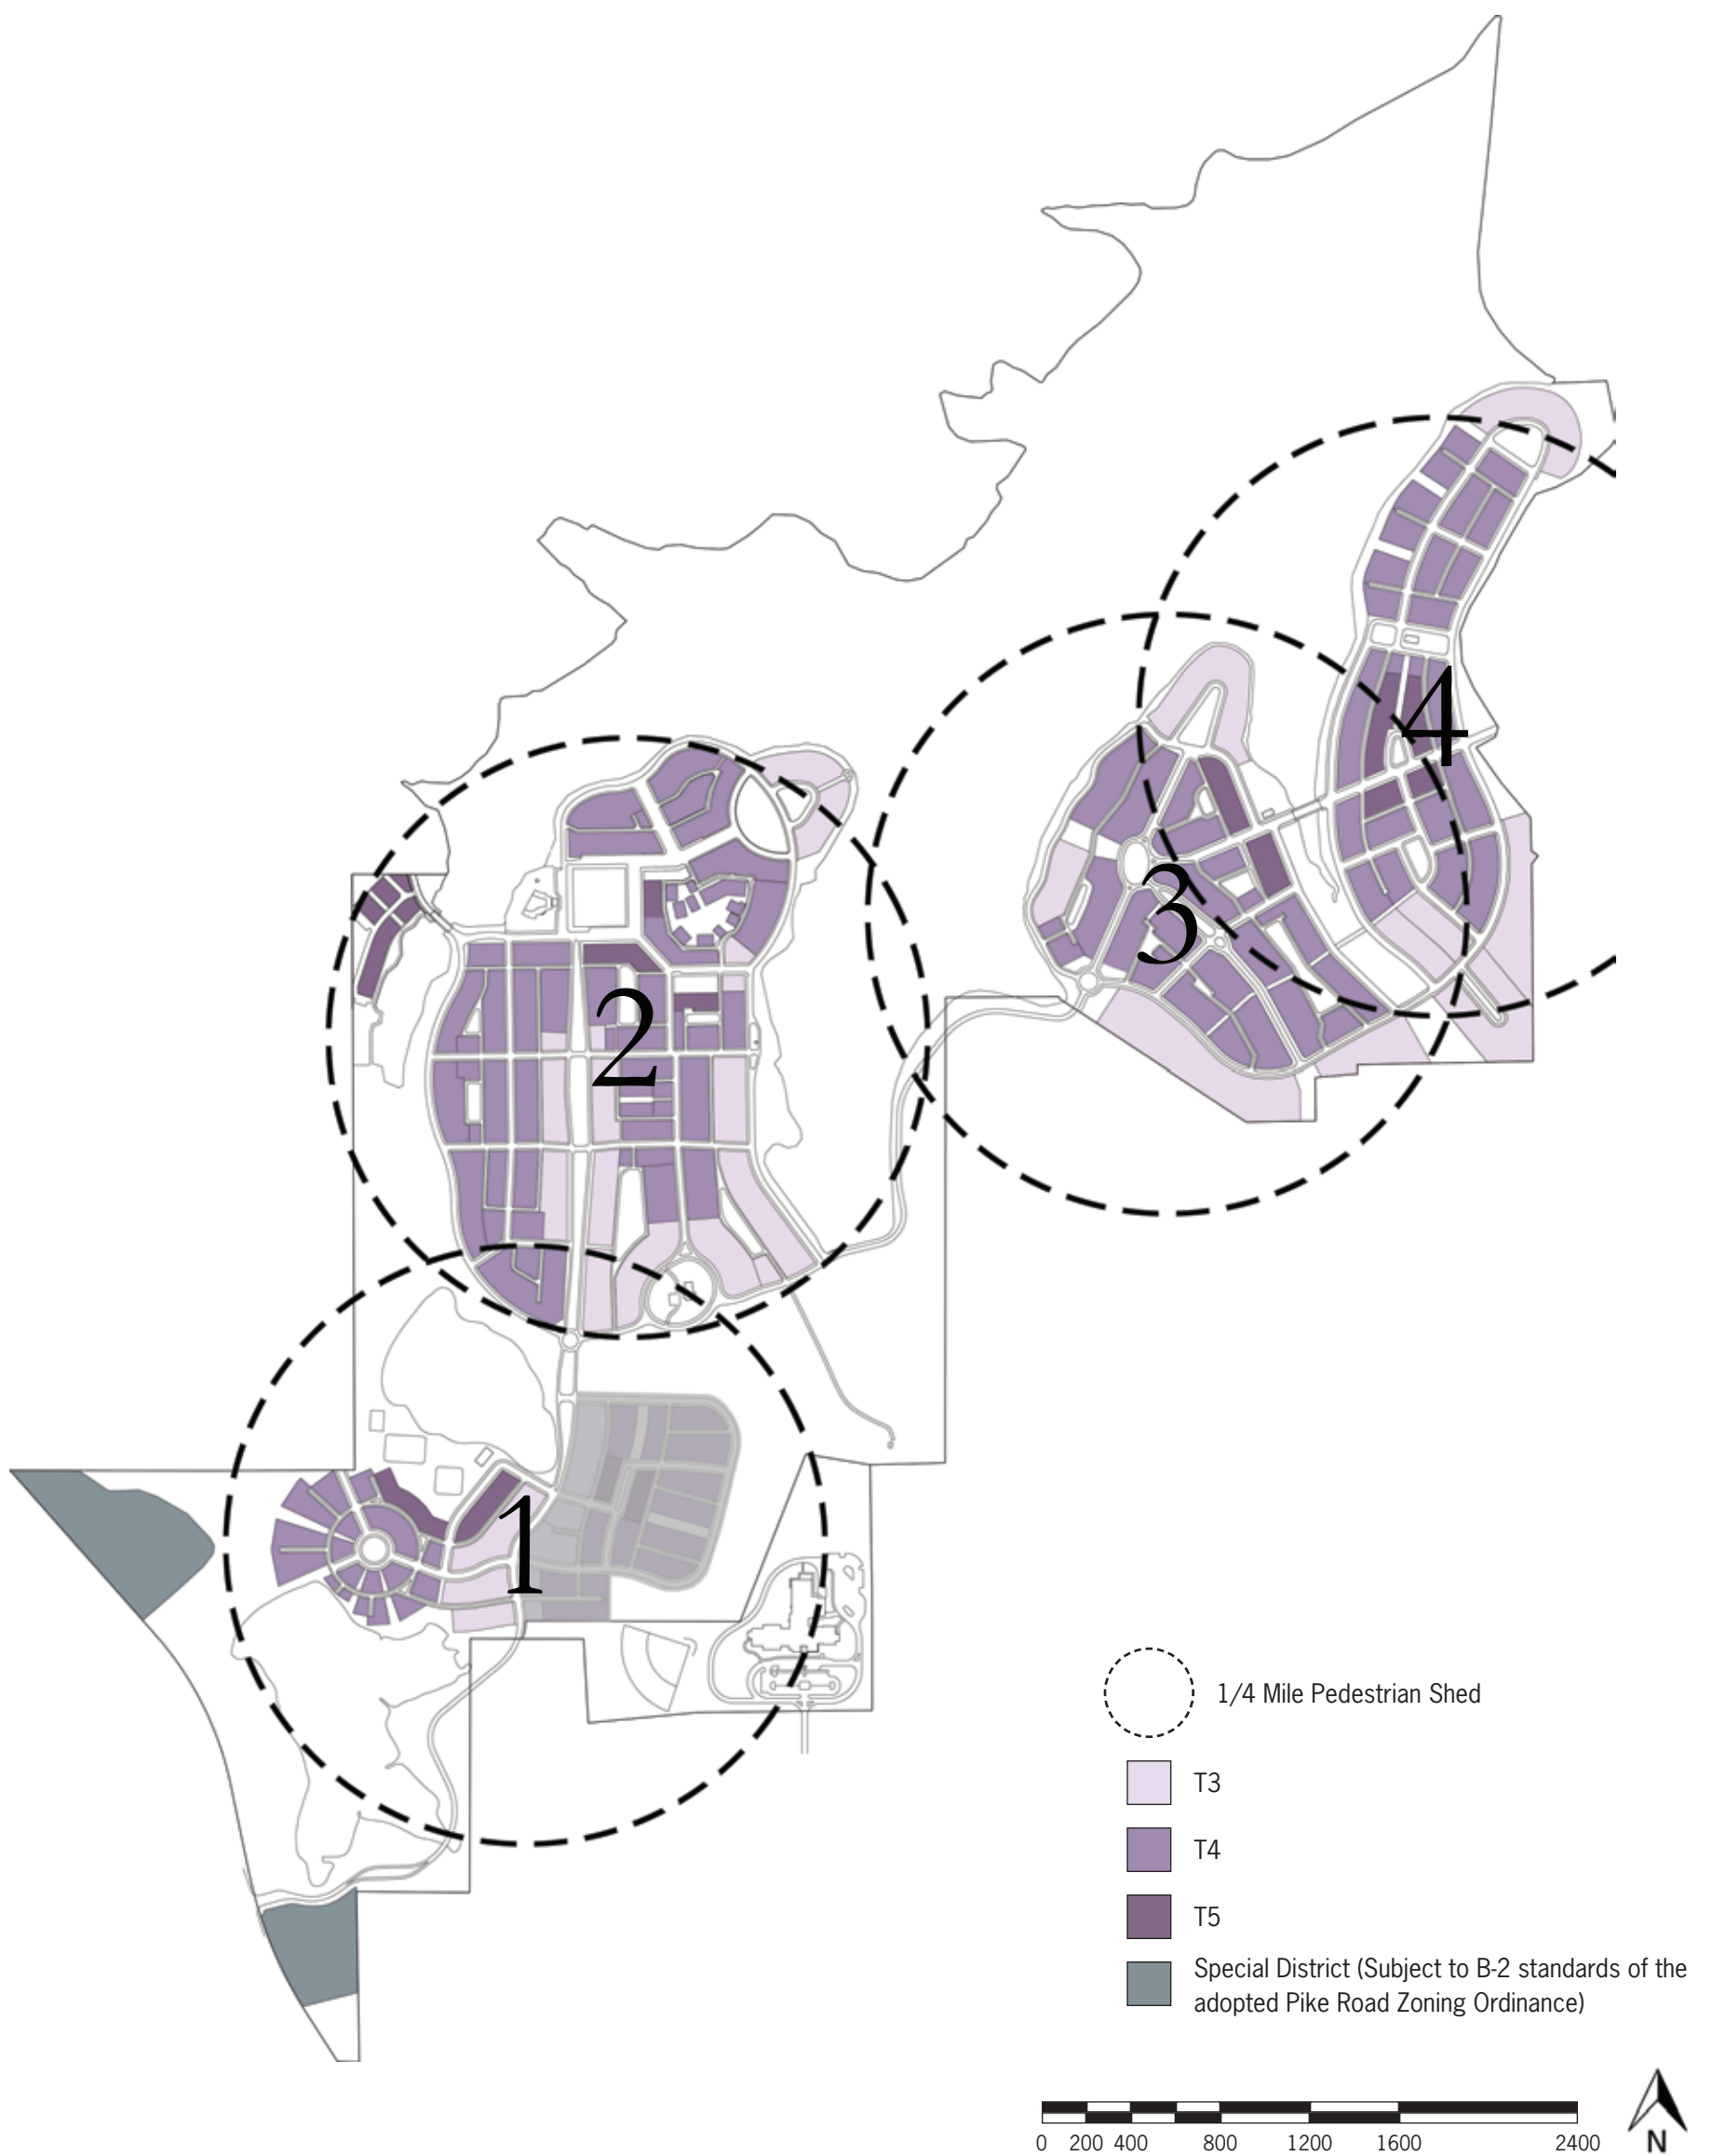 4
3
2
1
1/4 Mile Pedestrian Shed
T3
T4
T5
Special District (Subject to B-2 standards of the
adopted Pike Road Zoning Ordinance)
0 200 400 800 1200 1600 2400
N